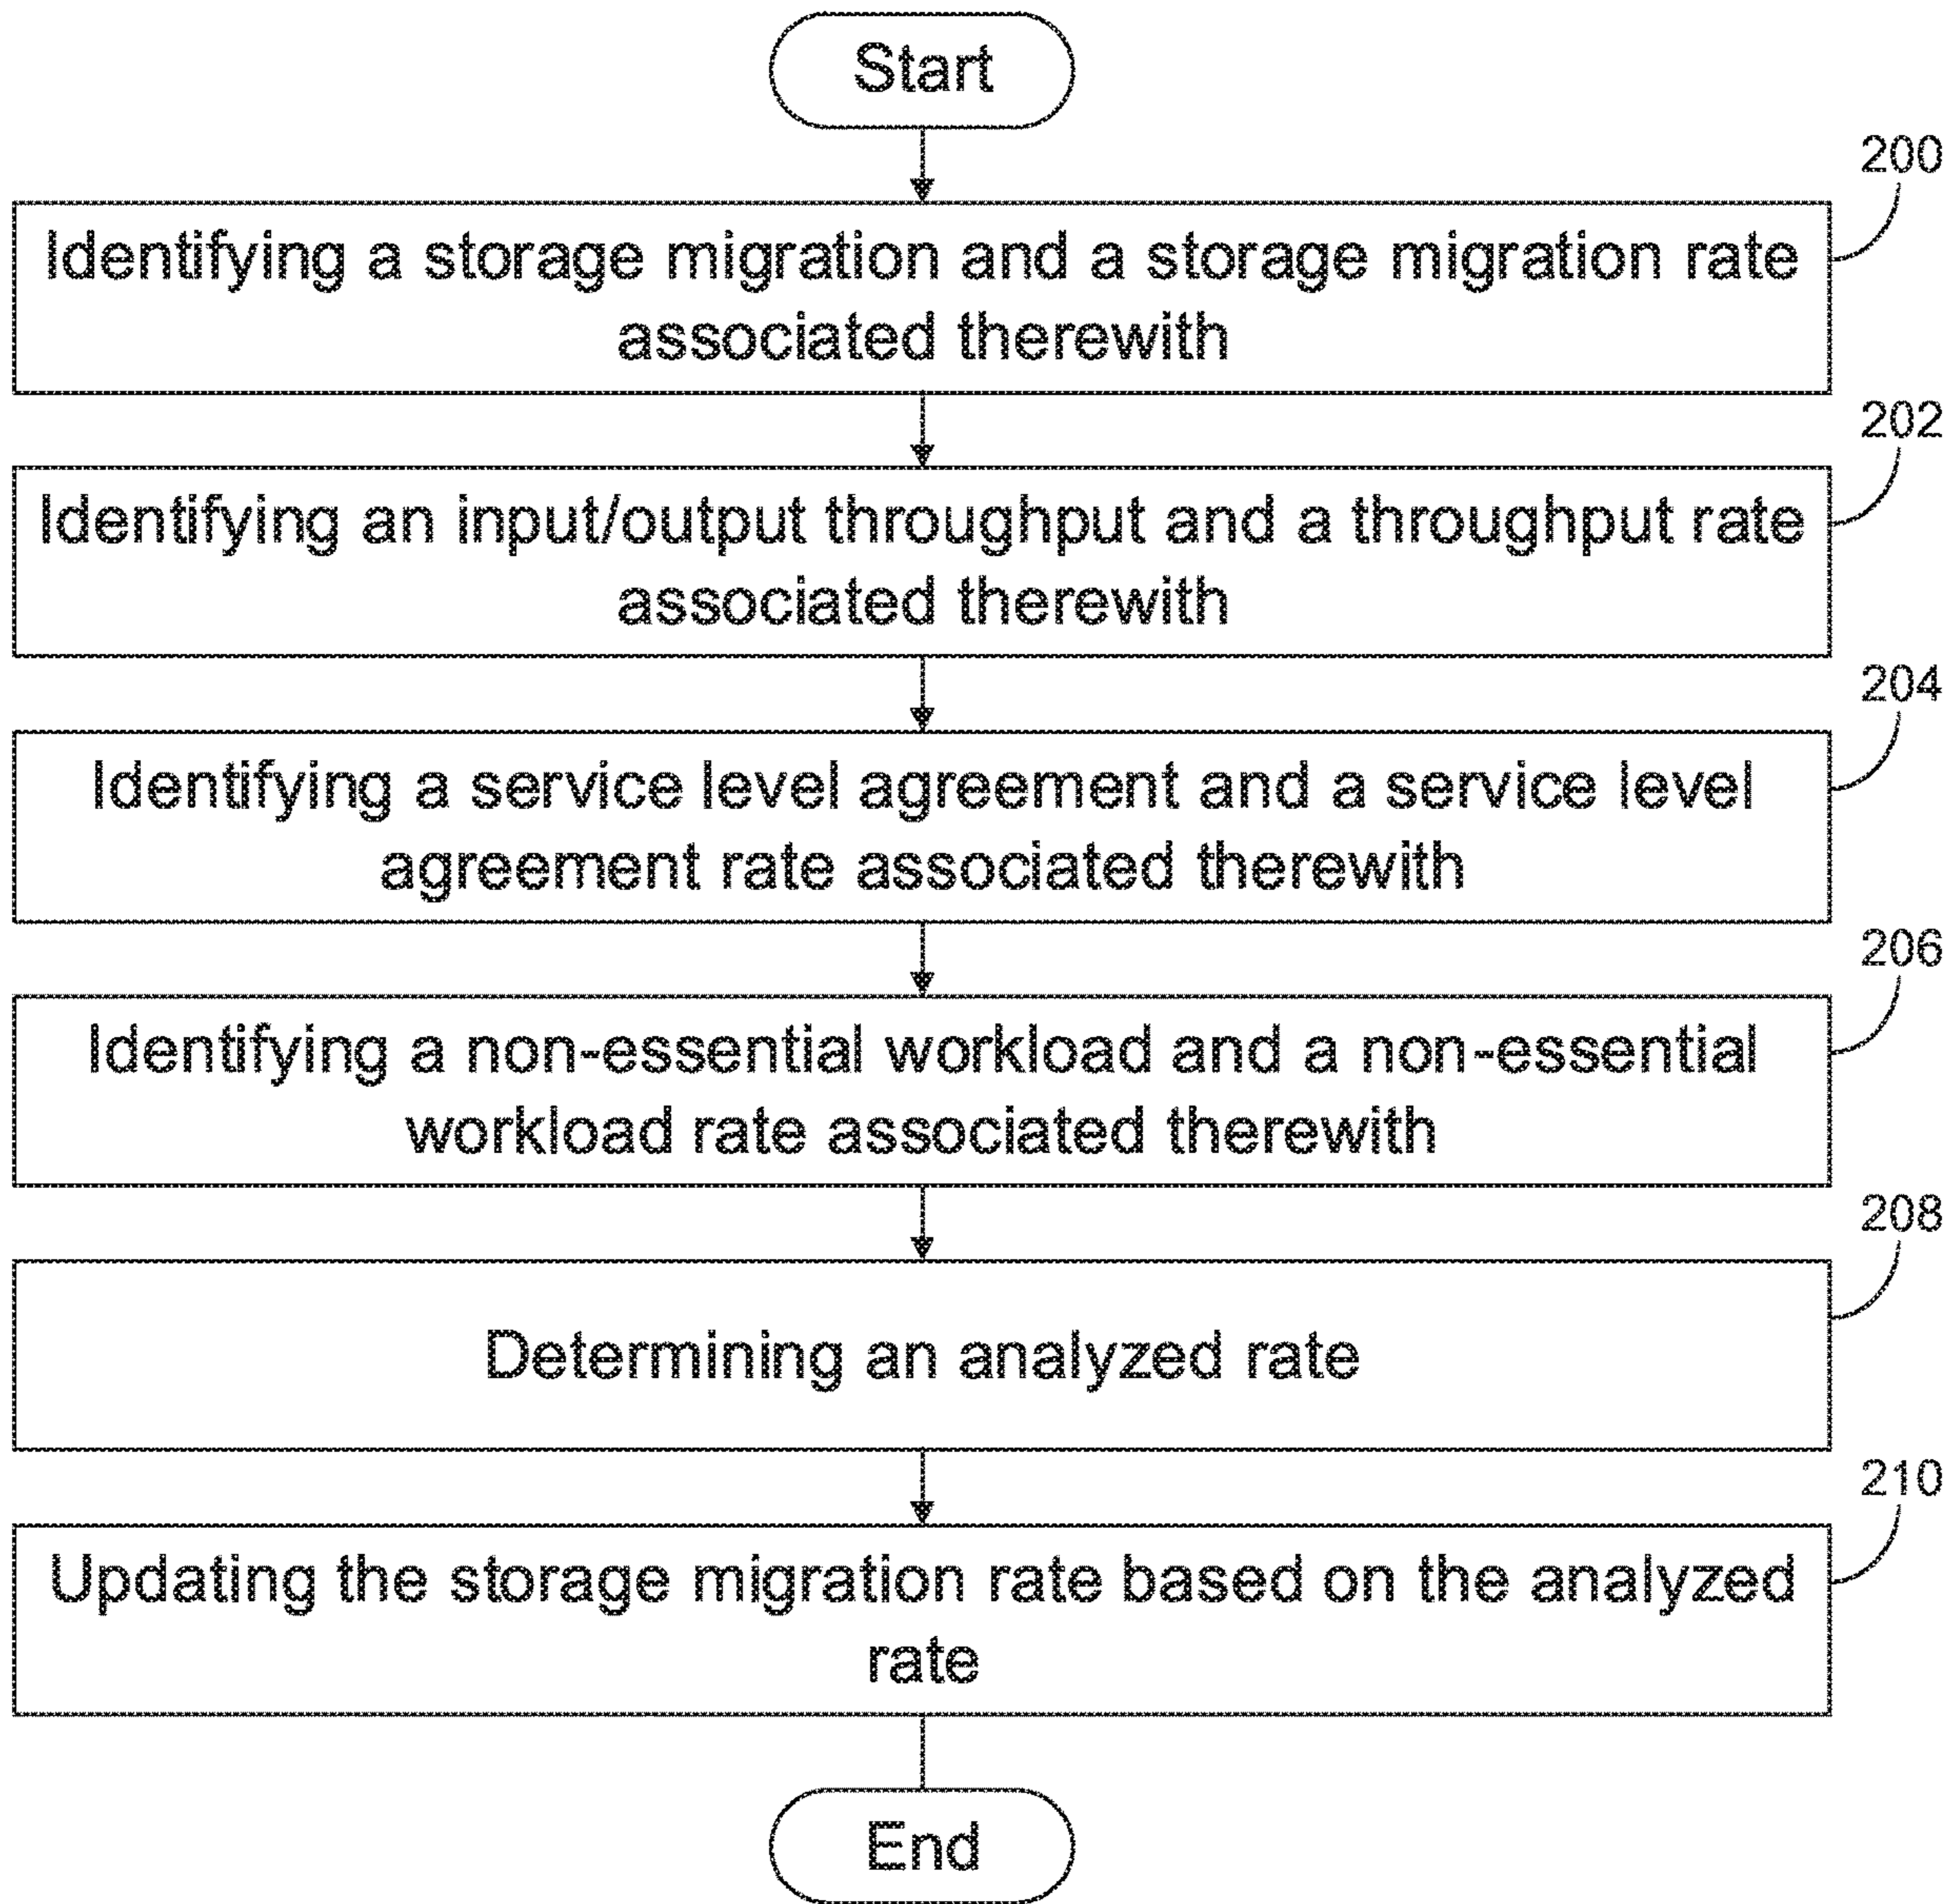 Start
200
Identifying a storage migration and a storage migration rate
associated therewith
202
Identifying an input/output throughput and a throughput rate
associated therewith
204
Identifying a service level agreement and a service level
agreement rate associated therewith
206
Identifying a non-essential workload and a non-essential
workload rate associated therewith
208
Determining an analyzed rate
210
Updating the storage migration rate based on the analyzed
rate
End